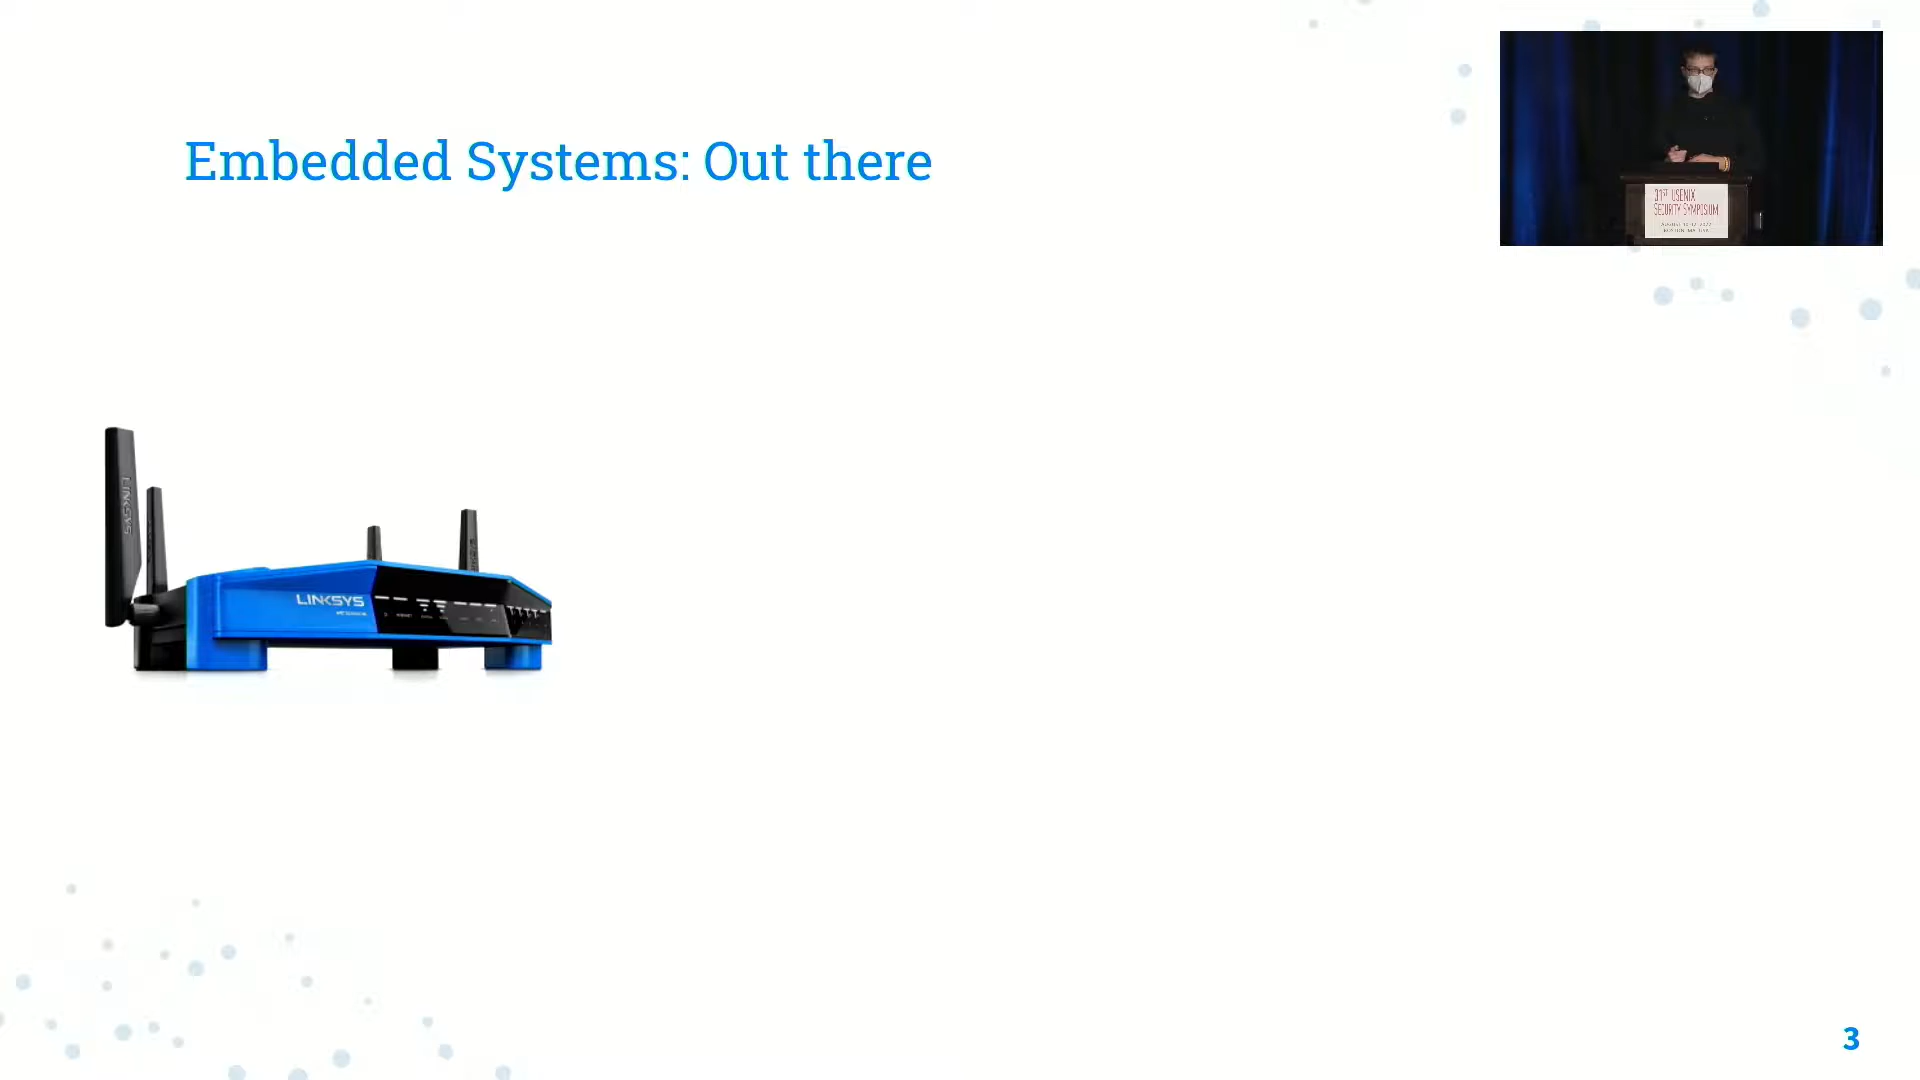 Embedded Systems: Out there
31ST USENIX
SECURITY SYMPOSIUM
LINKSYS
LINKSYS
3